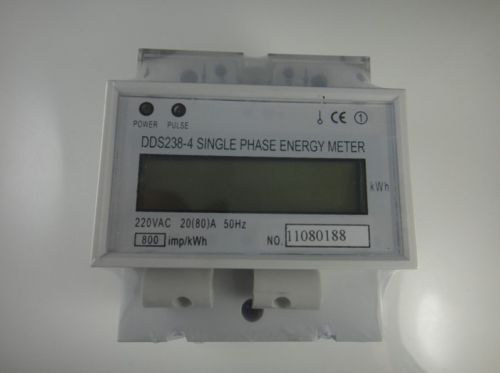 POWER PULSE CE 1
DDS238-4 SINGLE PHASE ENERGY METER
kWh
220VAC 20(80)A 50Hz
800 imp/kWh NO. 11080188